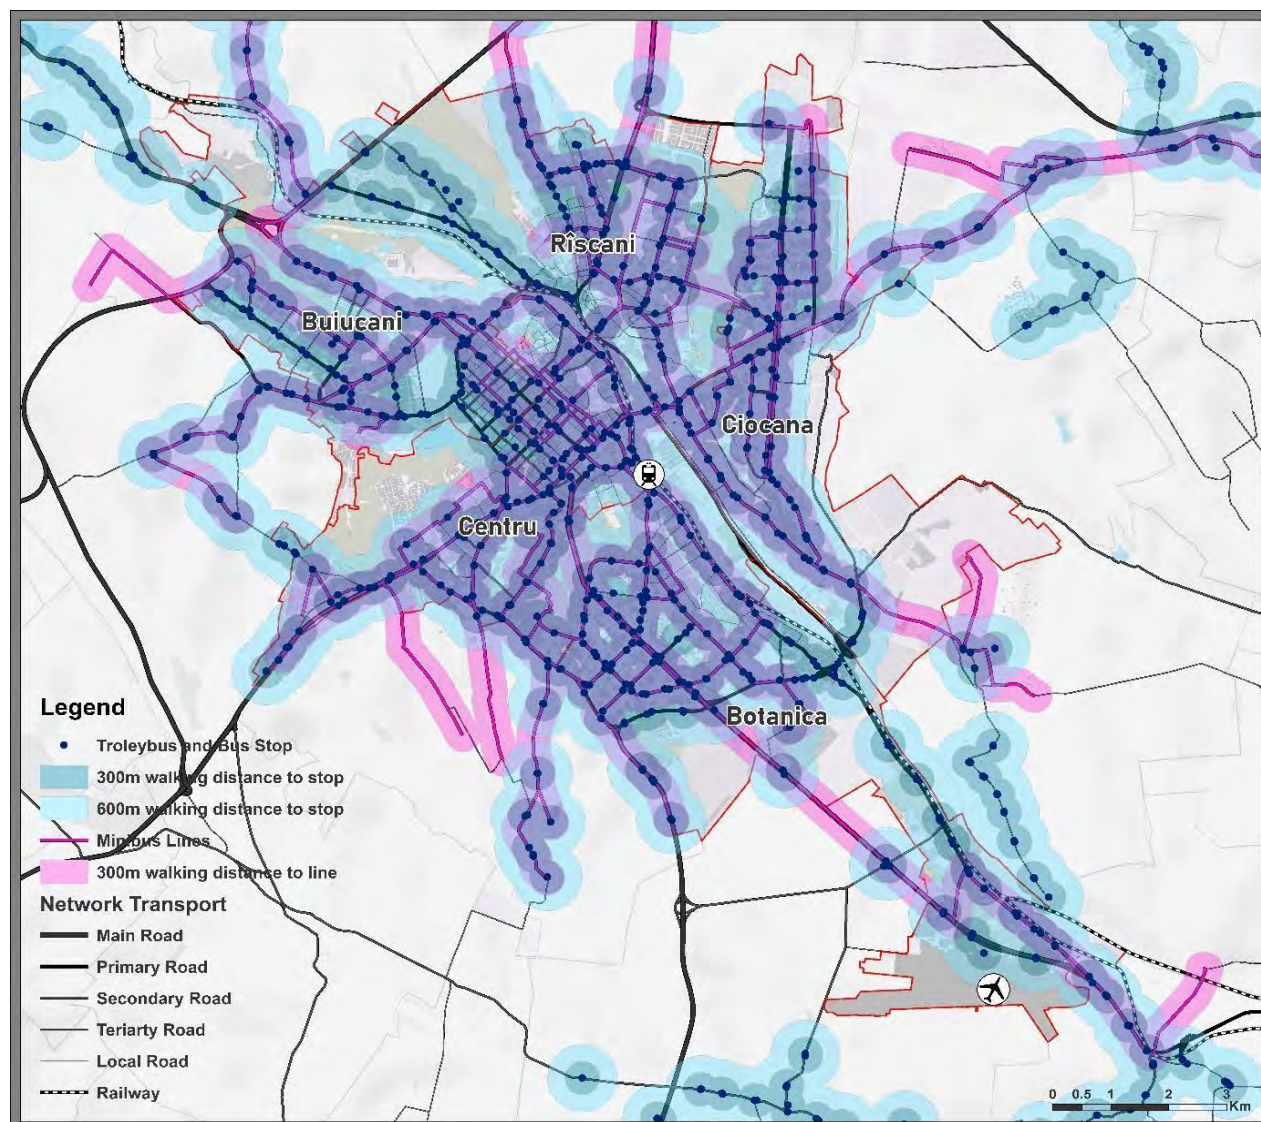 Rîscani
Buiucani
Ciocana
Centru
Botanica
Legend
Troleybus and Bus Stop
300m walking distance to stop
600m walking distance to stop
Minibus Lines
300m walking distance to line
Network Transport
Main Road
Primary Road
Secondary Road
Teriarty Road
Local Road
Railway
0 0.5 1 2 3
Km